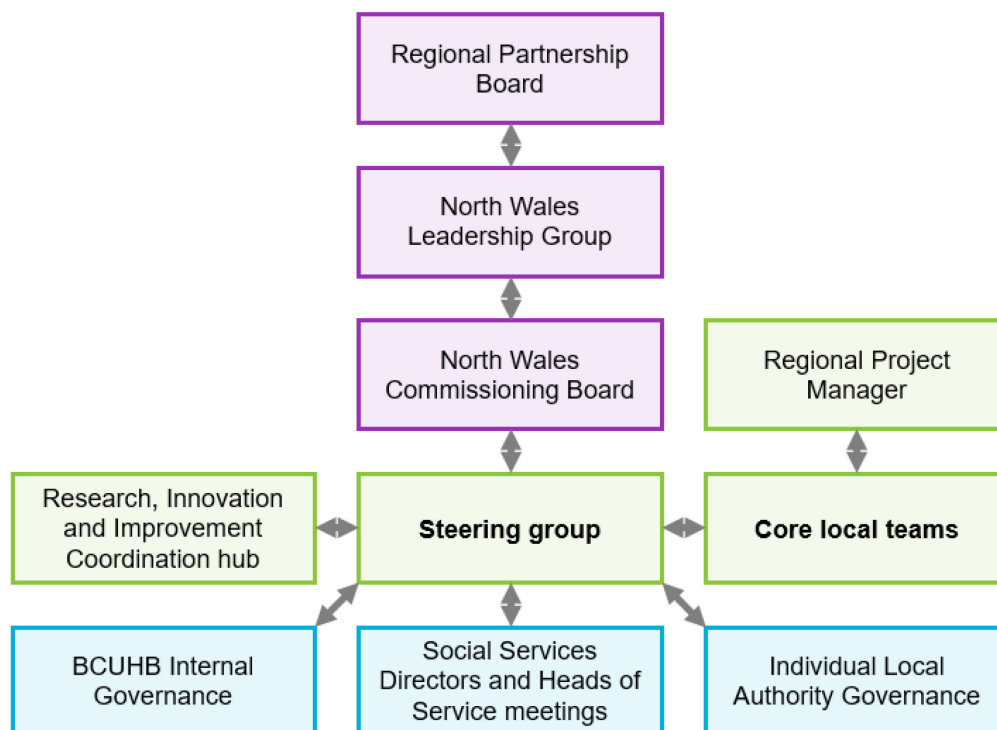 Regional Partnership
Board
North Wales
Leadership Group
North Wales
Commissioning Board
Regional Project
Manager
Research, Innovation
and Improvement
Coordination hub
Steering group
Core local teams
BCUHB Internal
Governance
Social Services
Directors and Heads of
Service meetings
Individual Local
Authority Governance